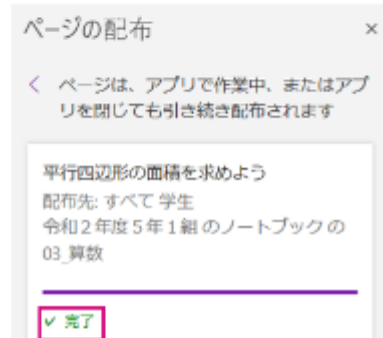 ページの配布
ページは、アプリで作業中、またはアプ
リを閉じても引き続き配布されます
平行四辺形の面積を求めよう
配布先: すべて 学生
令和２年度５年１組 のノートブック の
03_算数
完了